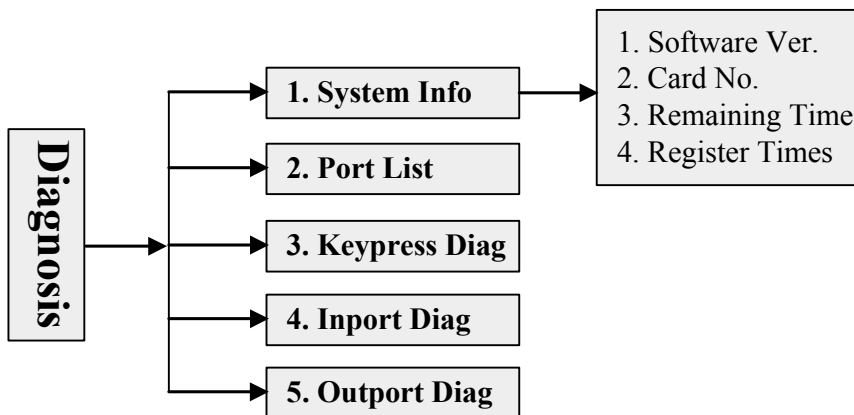 Diagnosis
1. System Info
2. Port List
3. Keypress Diag
4. Inport Diag
5. Outport Diag
1. Software Ver.
2. Card No.
3. Remaining Time
4. Register Times